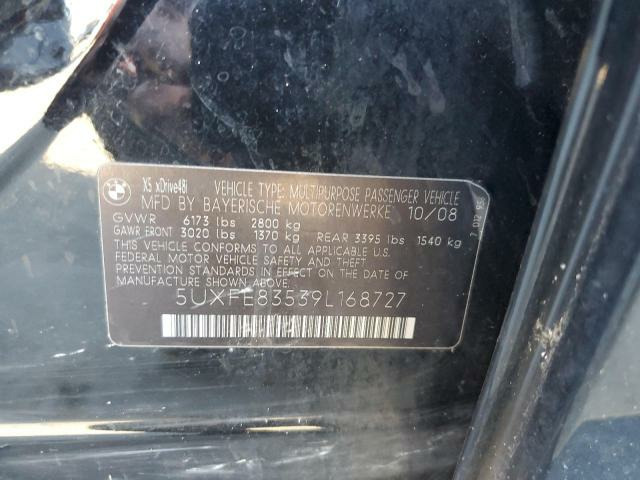 BMW
X5 xDrive48i
VEHICLE TYPE: MULTIPURPOSE PASSENGER VEHICLE
MFD BY BAYERISCHE MOTORENWERKE 10/08
GVWR 6173 lbs 2800 kg
GAWR FRONT 3020 lbs 1370 kg REAR 3395 lbs 1540 kg
THIS VEHICLE CONFORMS TO ALL APPLICABLE U.S.
FEDERAL MOTOR VEHICLE SAFETY AND THEFT
PREVENTION STANDARDS IN EFFECT ON THE DATE OF
MANUFACTURE SHOWN ABOVE.
5UXFE83539L168727